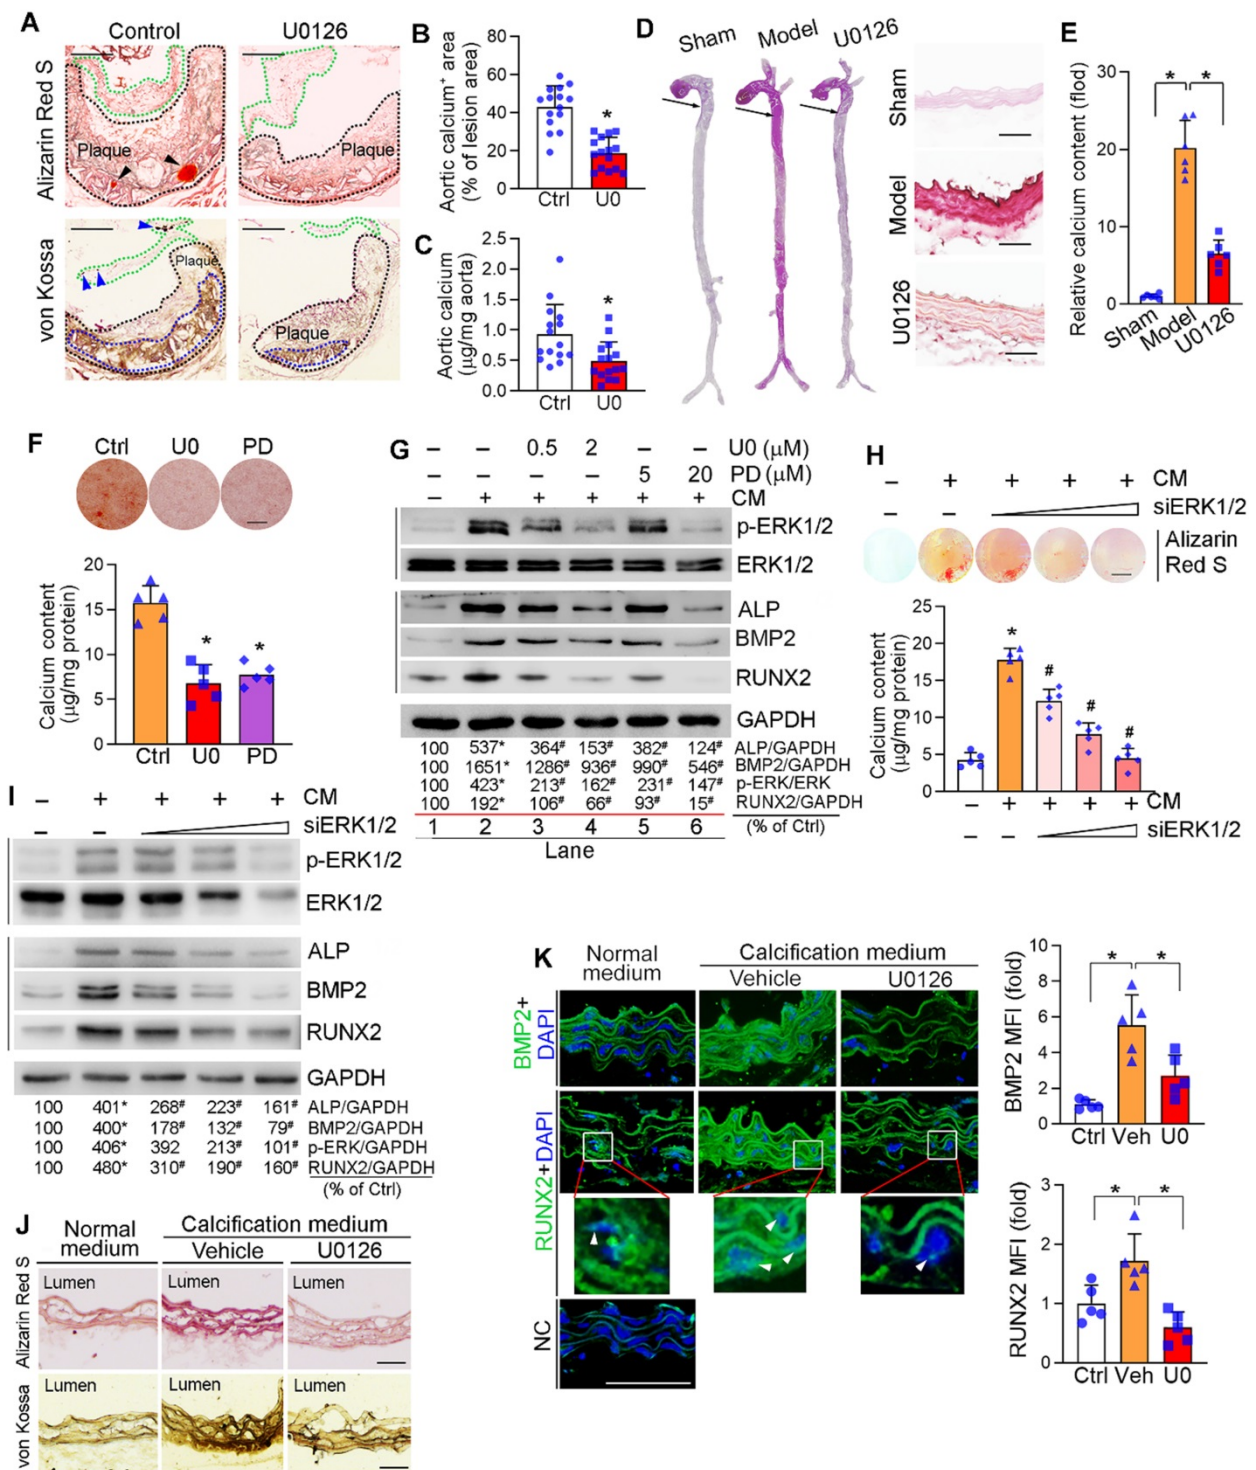 A
Control
U0126
Alizarin Red S
Plaque
Plaque
von Kossa
Plaque
Plaque
B
Aortic calcium⁺ area
(% of lesion area)
80
60
40
20
0
*
Ctrl
U0
C
Aortic calcium
(μg/mg aorta)
2.5
2.0
1.5
1.0
0.5
0.0
*
Ctrl
U0
D
Sham
Model
U0126
Sham
Model
U0126
E
Relative calcium content (flod)
30
20
10
0
* *
Sham
Model
U0126
F
Ctrl
U0
PD
Calcium content
(μg/mg protein)
20
15
10
5
0
* *
Ctrl
U0
PD
G
– – 0.5 2 – – U0 (μM)
– – – – 5 20 PD (μM)
– + + + + + CM
p-ERK1/2
ERK1/2
ALP
BMP2
RUNX2
GAPDH
100 537* 364# 153# 382# 124# ALP/GAPDH
100 1651* 1286# 936# 990# 546# BMP2/GAPDH
100 423* 213# 162# 231# 147# p-ERK/ERK
100 192* 106# 66# 93# 15# RUNX2/GAPDH
1 2 3 4 5 6 (% of Ctrl)
Lane
H
– + + + + CM
– – siERK1/2
Alizarin
Red S
Calcium content
(μg/mg protein)
25
20
15
10
5
0
* # # #
– + + + + CM
– – siERK1/2
I
– + + + + CM
– – siERK1/2
p-ERK1/2
ERK1/2
ALP
BMP2
RUNX2
GAPDH
100 401* 268# 223# 161# ALP/GAPDH
100 400* 178# 132# 79# BMP2/GAPDH
100 406* 392 213# 101# p-ERK/GAPDH
100 480* 310# 190# 160# RUNX2/GAPDH
(% of Ctrl)
J
Normal
medium
Calcification medium
Vehicle
U0126
Alizarin Red S
Lumen
Lumen
Lumen
von Kossa
Lumen
Lumen
Lumen
K
Normal
medium
Calcification medium
Vehicle
U0126
BMP2+
DAPI
RUNX2+DAPI
NC
BMP2 MFI (fold)
10
8
6
4
2
0
* *
Ctrl Veh U0
RUNX2 MFI (fold)
3
2
1
0
* *
Ctrl Veh U0